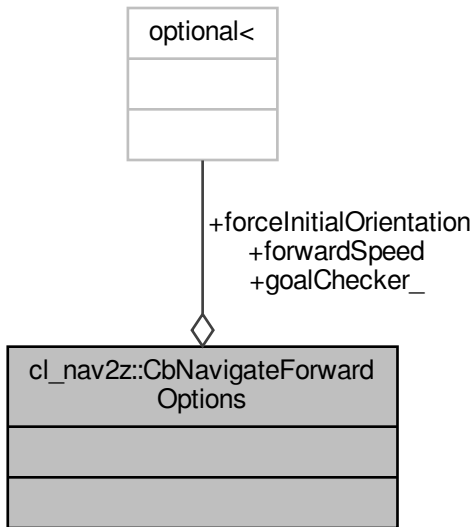 optional<
+forceInitialOrientation
+forwardSpeed
+goalChecker_
cl_nav2z::CbNavigateForward
Options